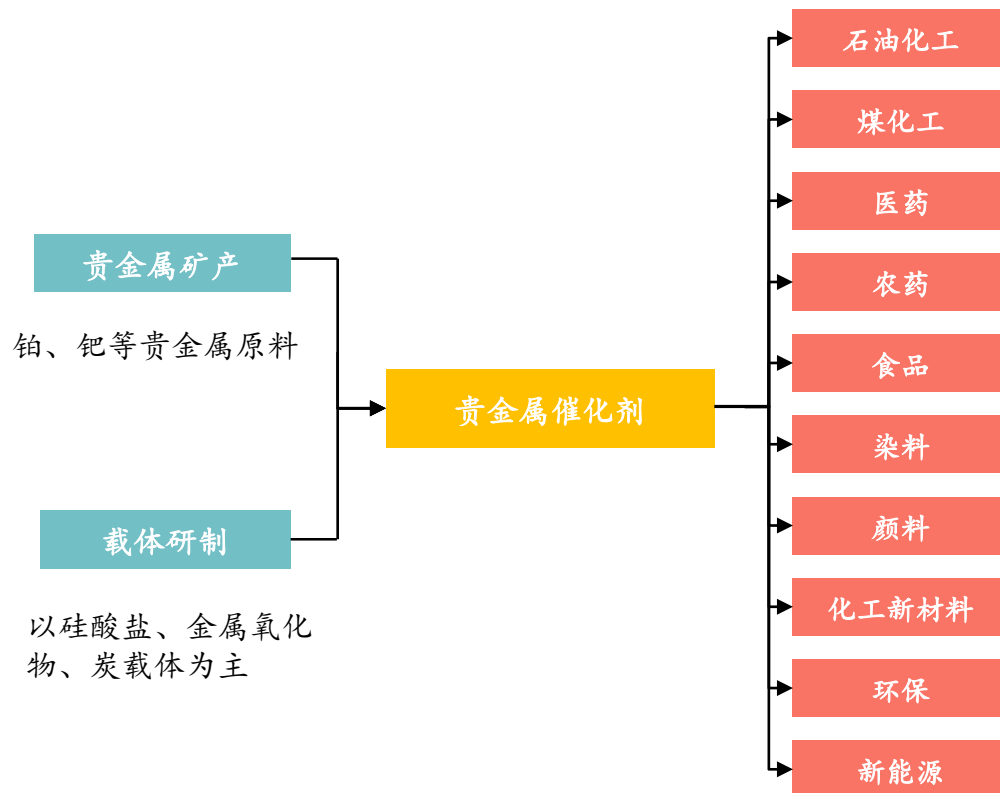 贵金属矿产
铂、钯等贵金属原料
载体研制
以硅酸盐、金属氧化
物、炭载体为主
贵金属催化剂
石油化工
煤化工
医药
农药
食品
染料
颜料
化工新材料
环保
新能源